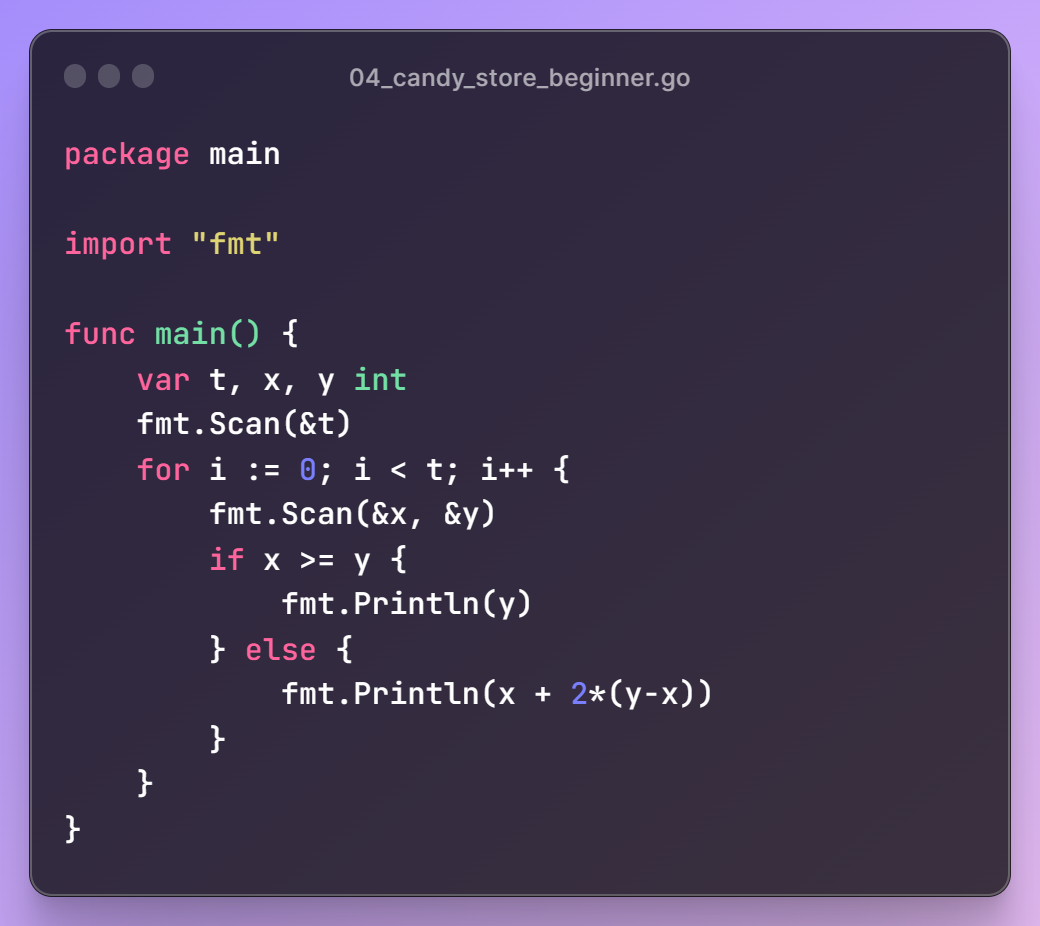 04_candy_store_beginner.go
package main
import "fmt"
func main() {
    var t, x, y int
    fmt.Scan(&t)
    for i := 0; i < t; i++ {
        fmt.Scan(&x, &y)
        if x >= y {
            fmt.Println(y)
        } else {
            fmt.Println(x + 2*(y-x))
        }
    }
}